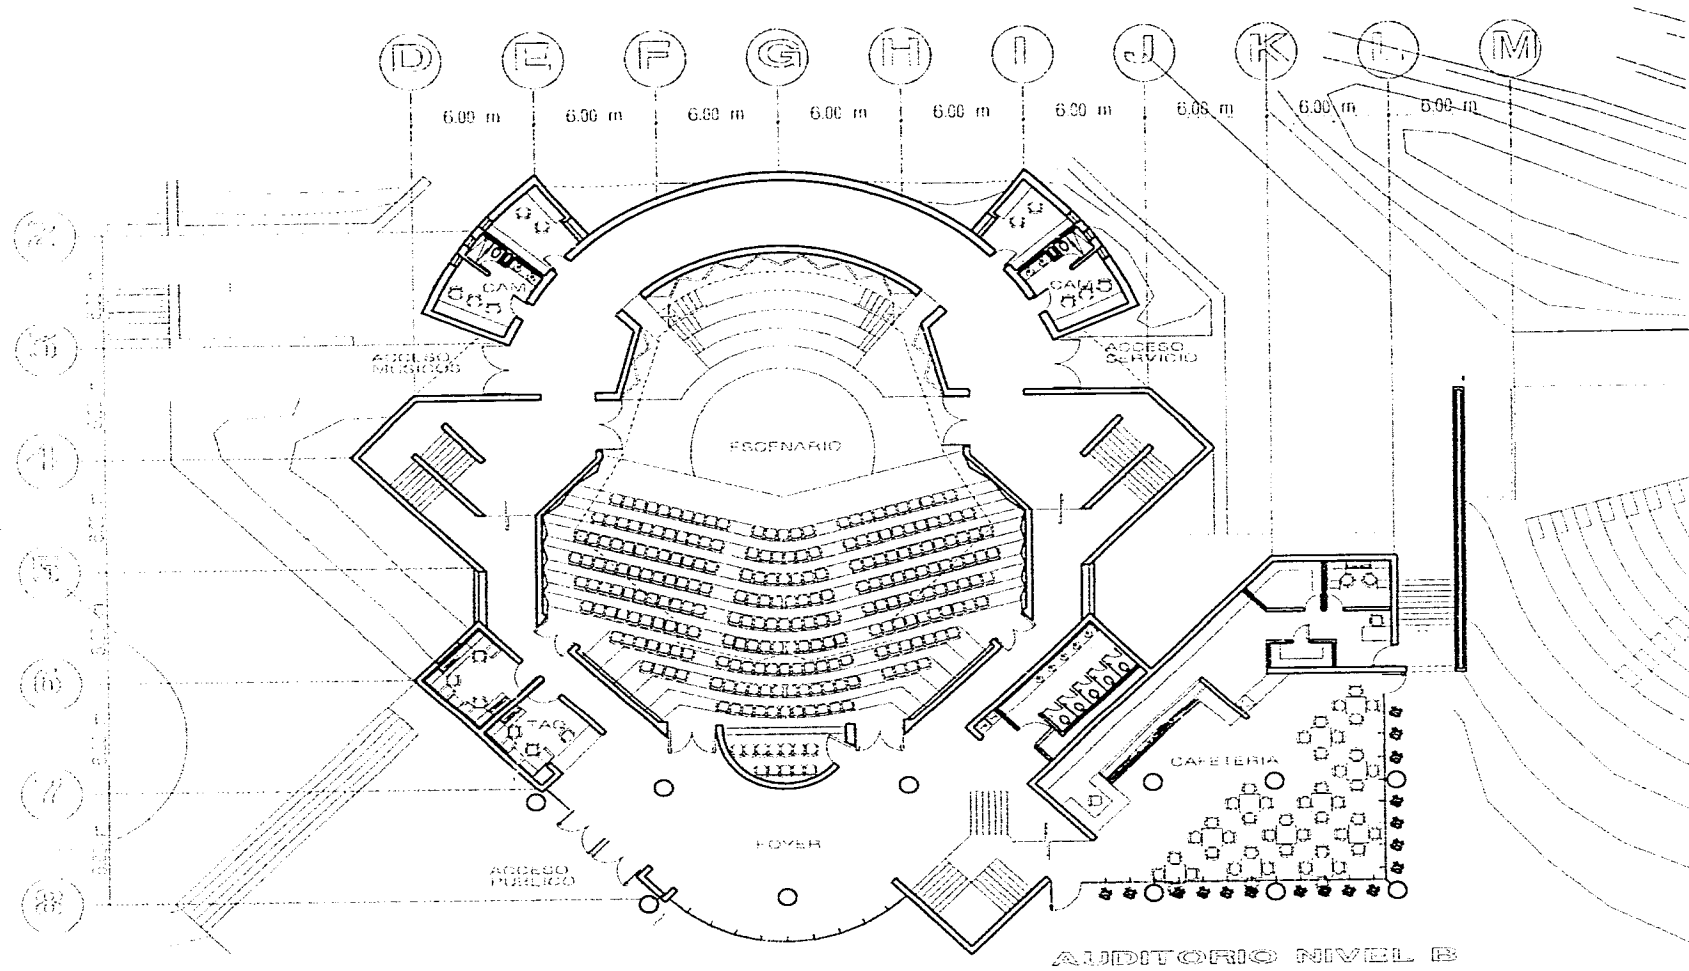 D E F G H I J K L M
6.00 m 6.00 m 6.00 m 6.00 m 6.00 m 6.00 m 6.00 m 6.00 m 6.00 m
CAM
CAM
ACCESO
MUSICOS
ACCESO
SERVICIO
ESCENARIO
TAQ
CAFETERIA
FOYER
ACCESO
PUBLICO
AUDITORIO NIVEL B